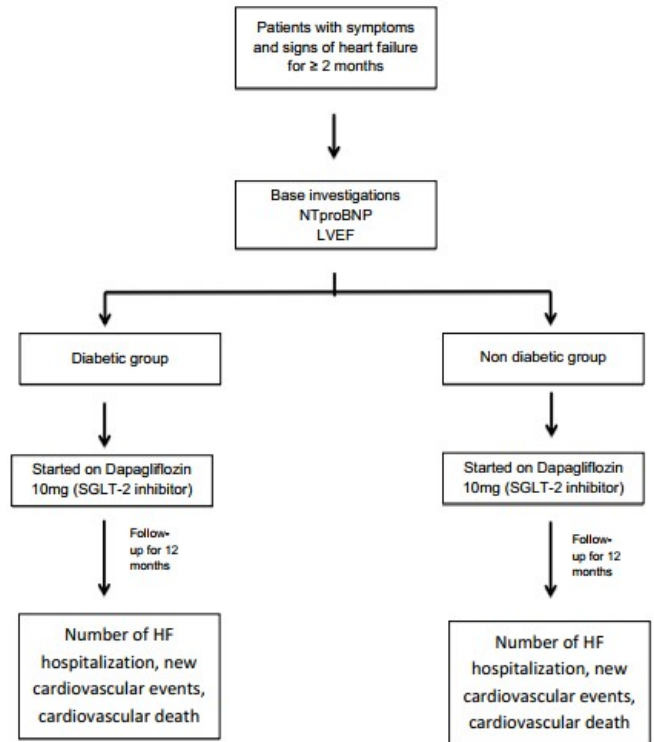 Patients with symptoms
and signs of heart failure
for ≥ 2 months
Base investigations
NTproBNP
LVEF
Diabetic group
Non diabetic group
Started on Dapagliflozin
10mg (SGLT-2 inhibitor)
Started on Dapagliflozin
10mg (SGLT-2 inhibitor)
Follow-
up for 12
months
Follow-
up for 12
months
Number of HF
hospitalization, new
cardiovascular events,
cardiovascular death
Number of HF
hospitalization, new
cardiovascular events,
cardiovascular death